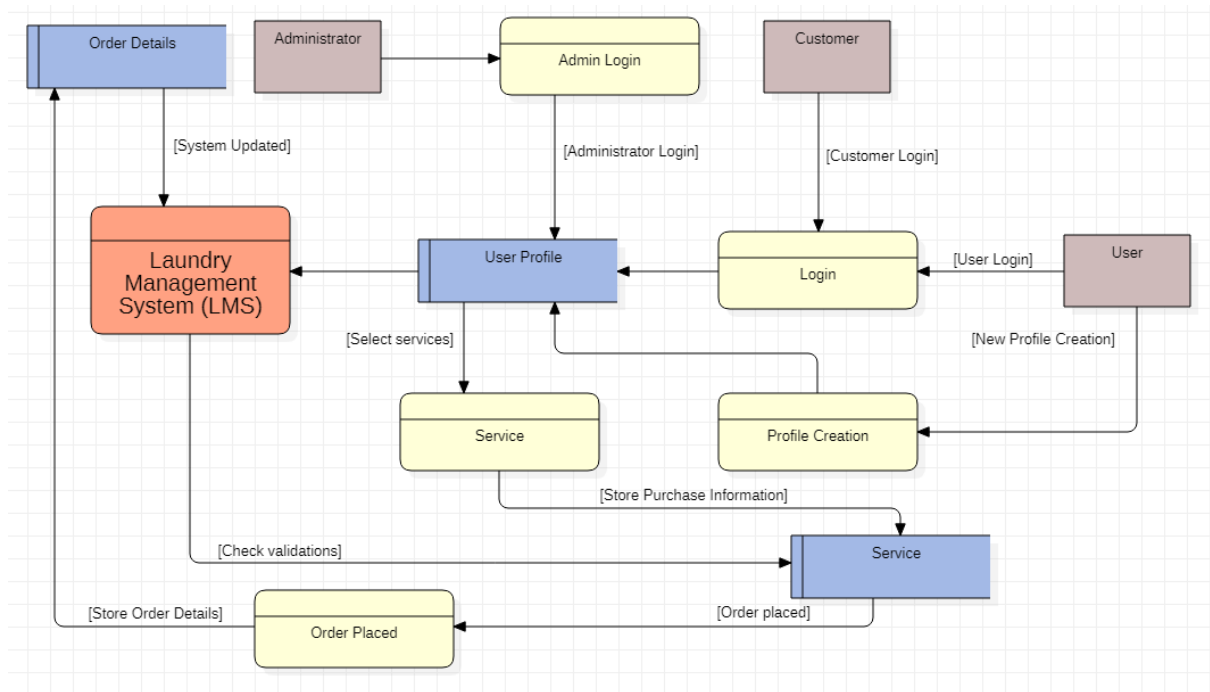 Order Details
Administrator
Admin Login
Customer
[System Updated]
[Administrator Login]
[Customer Login]
Laundry
Management
System (LMS)
User Profile
Login
[User Login]
User
[Select services]
[New Profile Creation]
Service
Profile Creation
[Store Purchase Information]
[Check validations]
Service
[Store Order Details]
Order Placed
[Order placed]